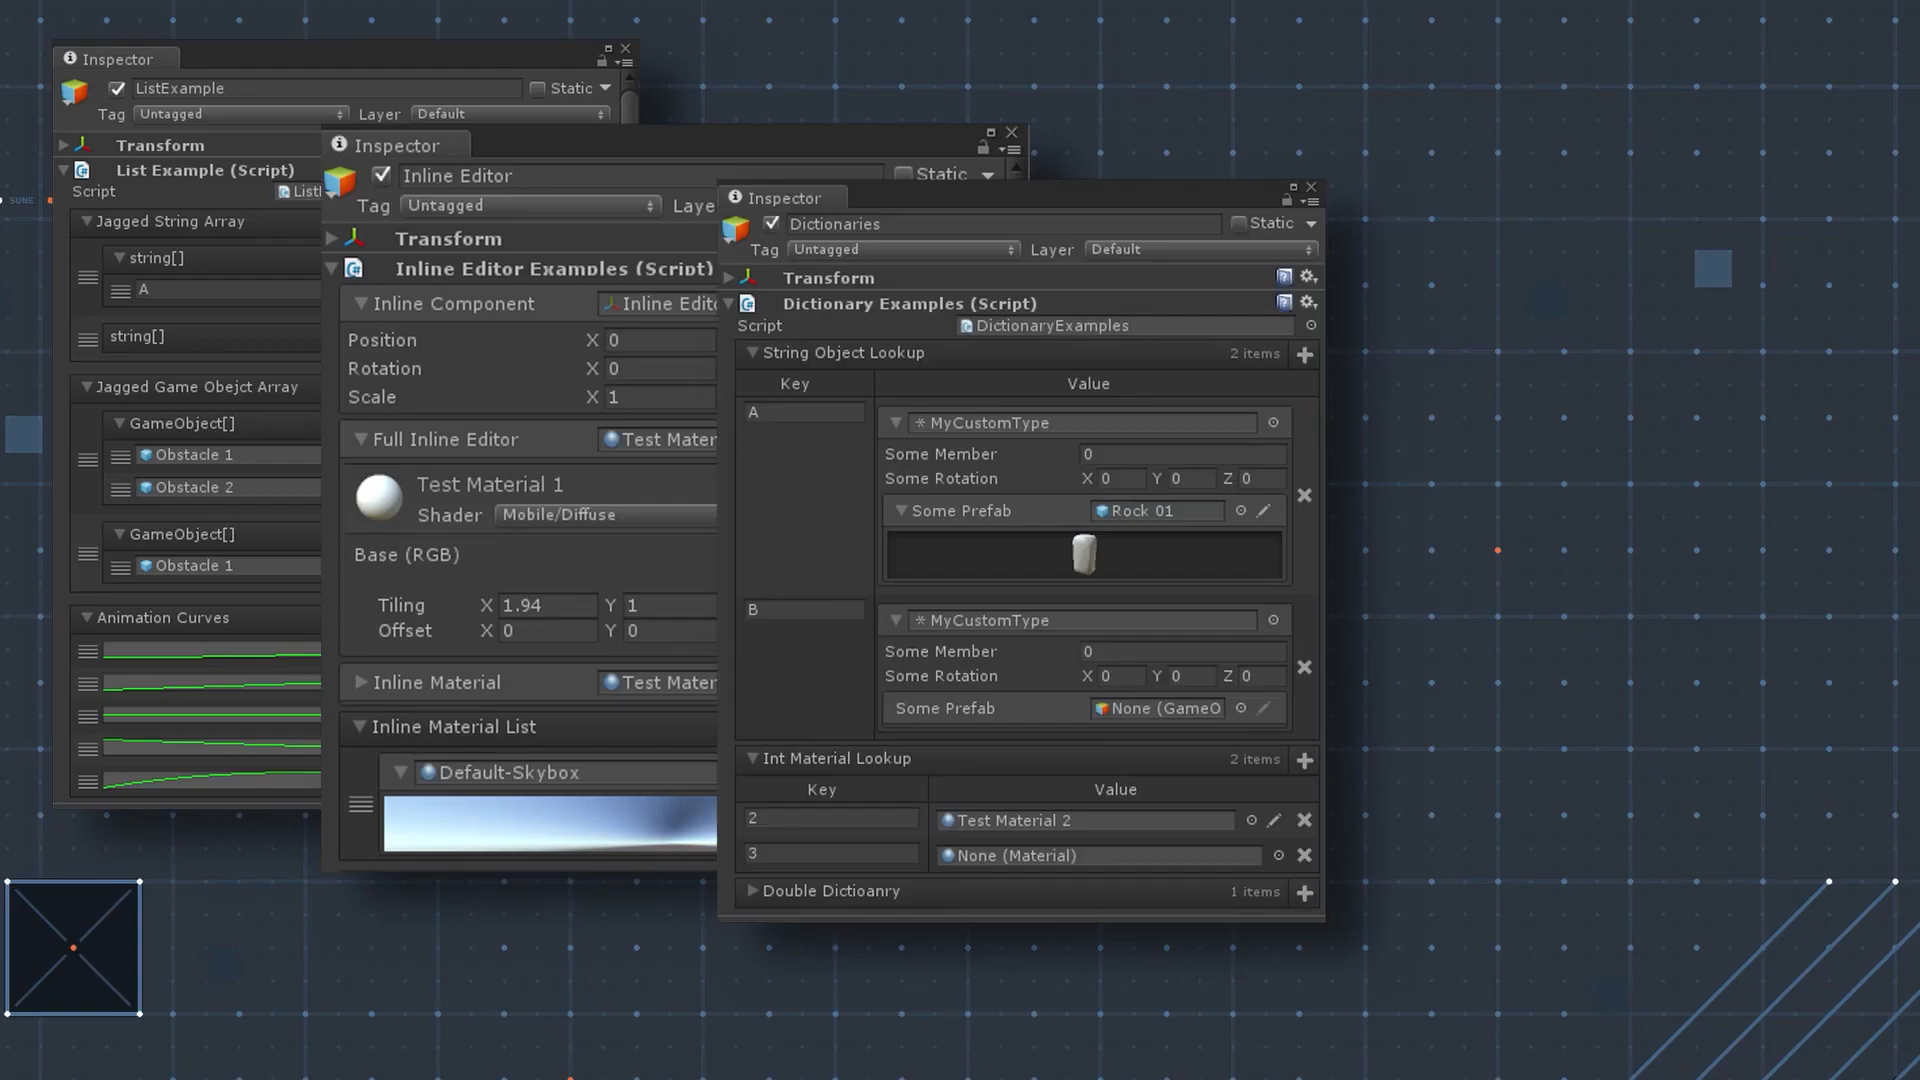 Inspector
ListExample
Static
Tag Untagged Layer Default
Transform
List Example (Script)
Script
SUNE
Jagged String Array
string[]
A
string[]
Jagged Game Obejct Array
GameObject[]
Obstacle 1
Obstacle 2
GameObject[]
Obstacle 1
Animation Curves
Inspector
Inline Editor
Static
Tag Untagged
Transform
Inline Editor Examples (Script)
Inline Component Inline
Position X 0
Rotation X 0
Scale X 1
Full Inline Editor Test
Test Material 1
Shader Mobile/Diffuse
Base (RGB)
Tiling X 1.94 Y 1
Offset X 0 Y 0
Inline Material Test
Inline Material List
Default-Skybox
Inspector
Dictionaries
Static
Tag Untagged Layer Default
Transform
Dictionary Examples (Script)
Script DictionaryExamples
String Object Lookup 2 items
Key Value
A
MyCustomType
Some Member 0
Some Rotation X 0 Y 0 Z 0
Some Prefab Rock 01
B
MyCustomType
Some Member 0
Some Rotation X 0 Y 0 Z 0
Some Prefab None (GameO
Int Material Lookup 2 items
Key Value
2 Test Material 2
3 None (Material)
Double Dictioanry 1 items